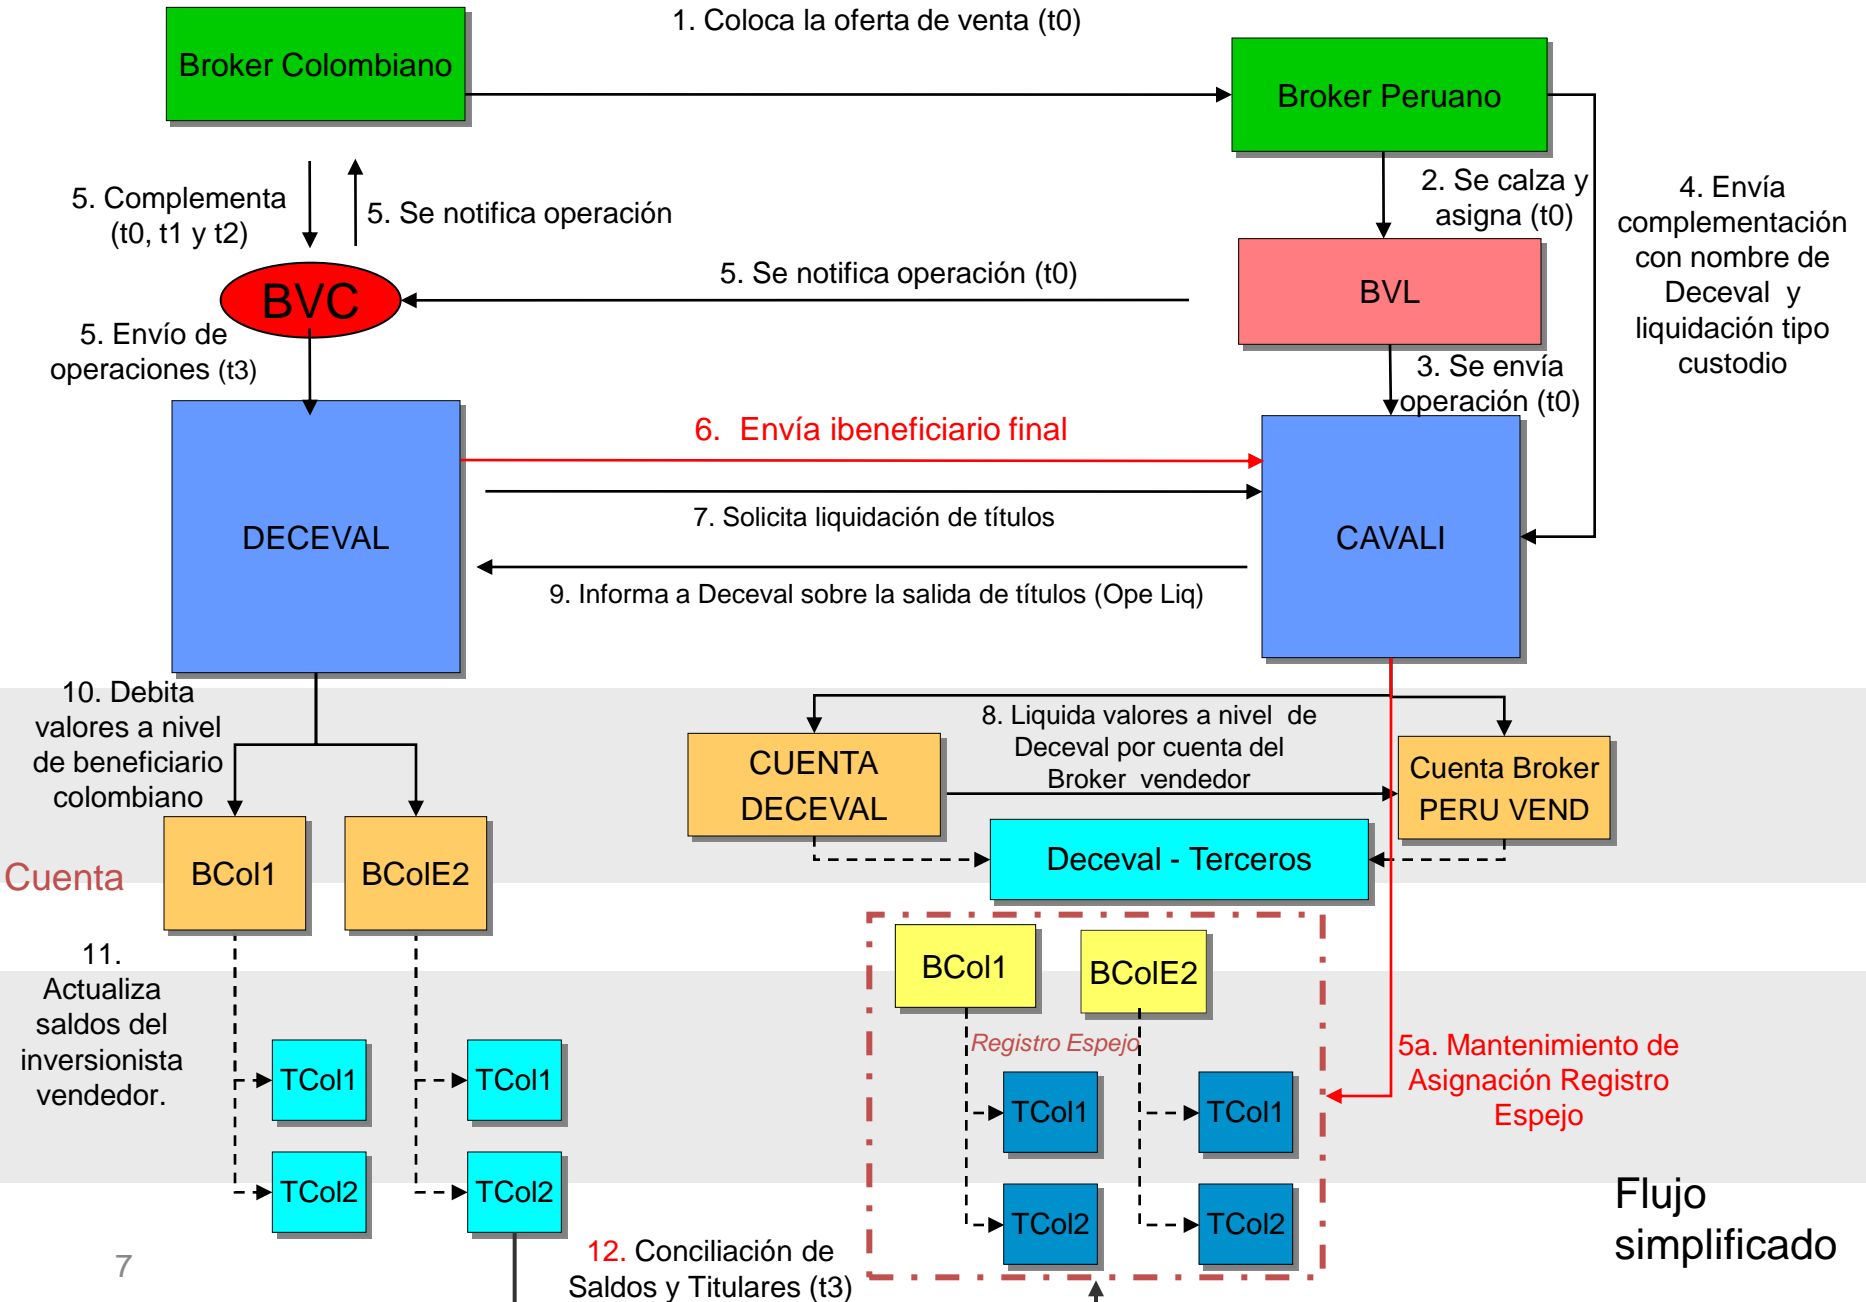 1. Coloca la oferta de venta (t0)
Broker Colombiano
Broker Peruano
5. Complementa
(t0, t1 y t2)
5. Se notifica operación
2. Se calza y
asigna (t0)
4. Envía
complementación
con nombre de
Deceval y
liquidación tipo
custodio
5. Se notifica operación (t0)
BVC
BVL
5. Envío de
operaciones (t3)
3. Se envía
operación (t0)
6. Envía ibeneficiario final
7. Solicita liquidación de títulos
DECEVAL
CAVALI
9. Informa a Deceval sobre la salida de títulos (Ope Liq)
10. Debita
valores a nivel
de beneficiario
colombiano
8. Liquida valores a nivel de
Deceval por cuenta del
Broker vendedor
CUENTA
DECEVAL
Cuenta Broker
PERU VEND
Deceval - Terceros
Cuenta
BCol1
BColE2
11.
Actualiza
saldos del
inversionista
vendedor.
BCol1
BColE2
Registro Espejo
5a. Mantenimiento de
Asignación Registro
Espejo
TCol1
TCol1
TCol1
TCol1
TCol2
TCol2
TCol2
TCol2
Flujo
simplificado
12. Conciliación de
Saldos y Titulares (t3)
7